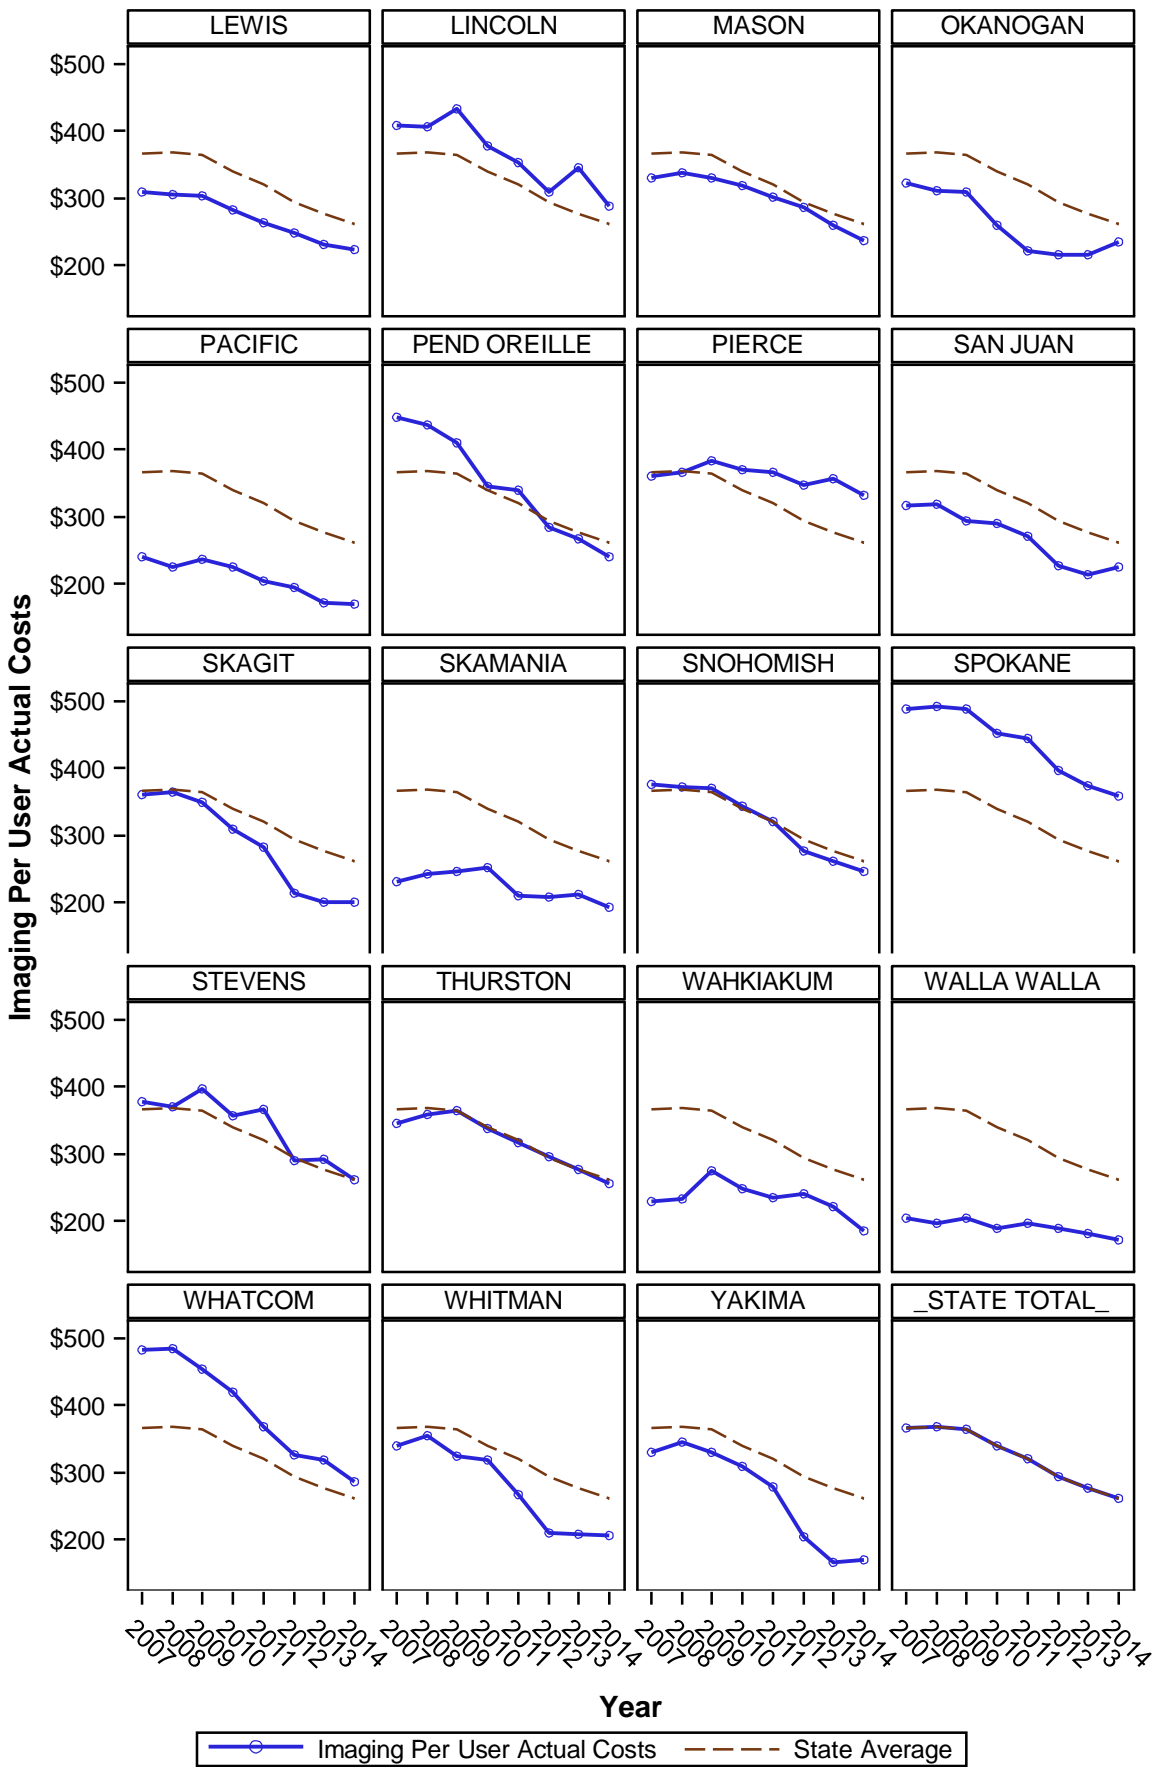 LEWIS LINCOLN MASON OKANOGAN
$500
$400
$300
$200
PACIFIC PEND OREILLE PIERCE SAN JUAN
$500
$400
$300
$200
SKAGIT SKAMANIA SNOHOMISH SPOKANE
$500
$400
$300
$200
STEVENS THURSTON WAHKIAKUM WALLA WALLA
$500
$400
$300
$200
WHATCOM WHITMAN YAKIMA _STATE TOTAL_
$500
$400
$300
$200
Imaging Per User Actual Costs
2007 2008 2009 2010 2011 2012 2013 2014 2007 2008 2009 2010 2011 2012 2013 2014 2007 2008 2009 2010 2011 2012 2013 2014 2007 2008 2009 2010 2011 2012 2013 2014
Year
Imaging Per User Actual Costs State Average